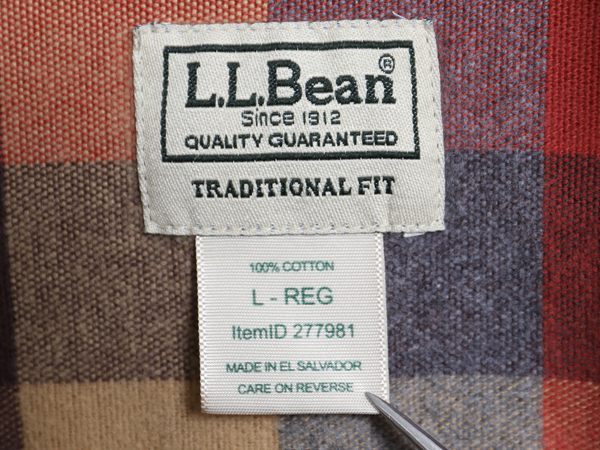 L.L.Bean®
Since 1912
QUALITY GUARANTEED
TRADITIONAL FIT
100% COTTON
L - REG
ItemID 277981
MADE IN EL SALVADOR
CARE ON REVERSE